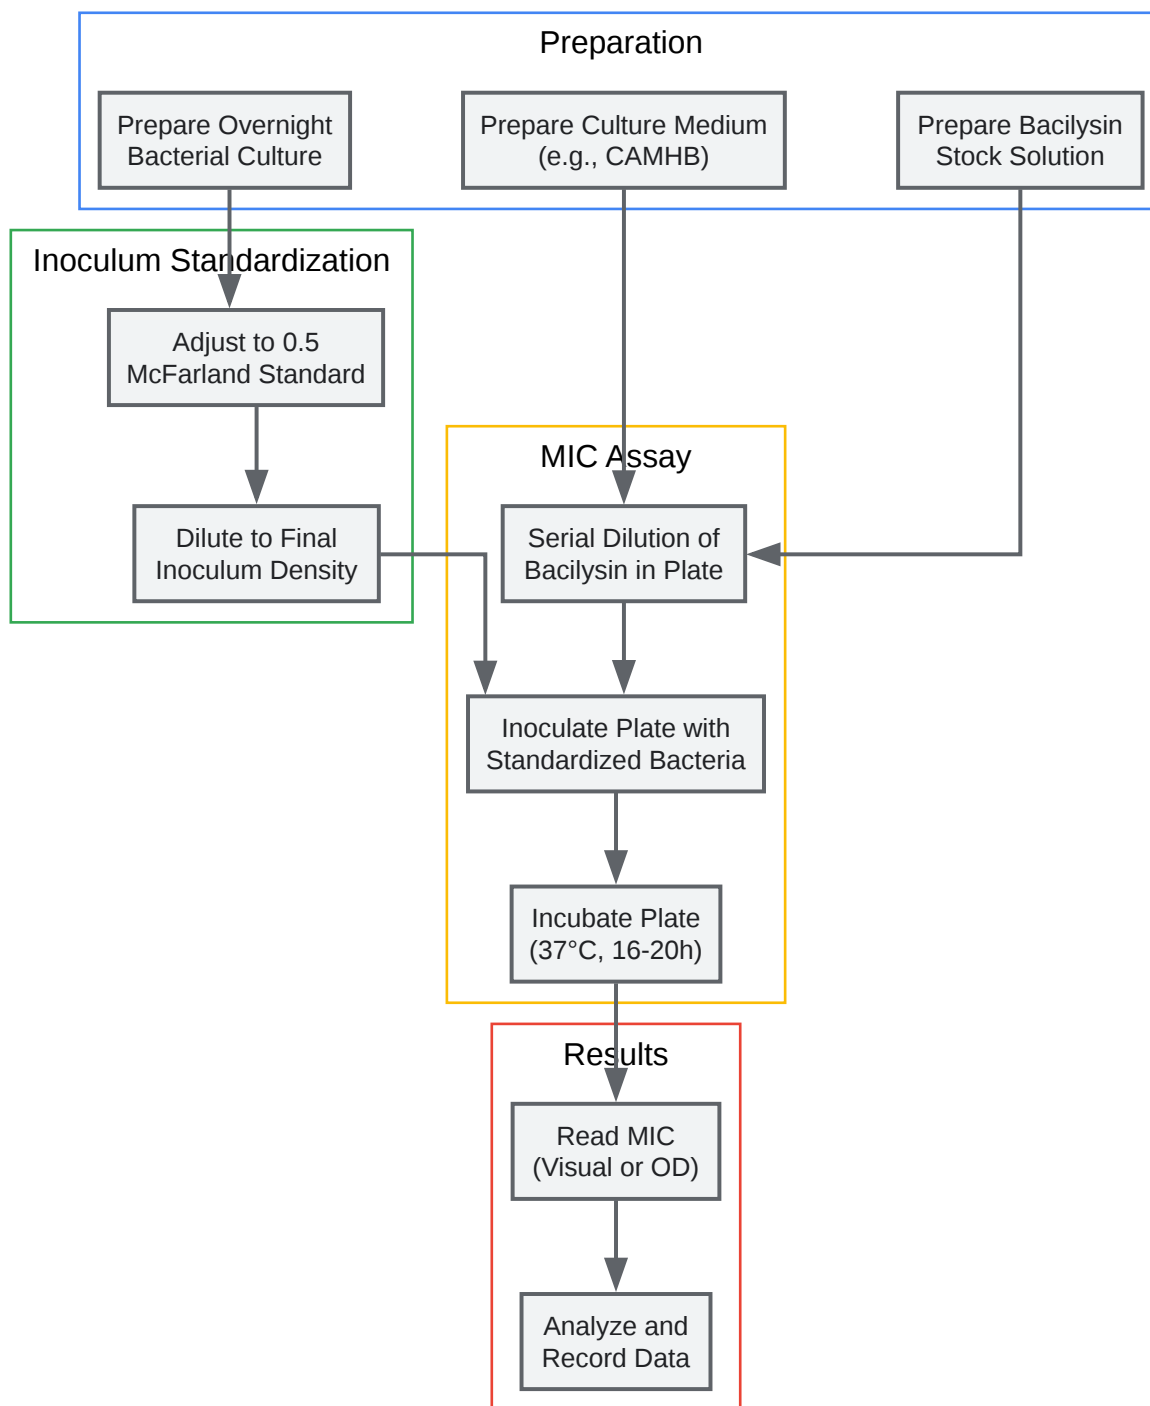 Preparation
Prepare Overnight
Bacterial Culture
Prepare Culture Medium
(e.g., CAMHB)
Prepare Bacilysin
Stock Solution
Inoculum Standardization
Adjust to 0.5
McFarland Standard
Dilute to Final
Inoculum Density
MIC Assay
Serial Dilution of
Bacilysin in Plate
Inoculate Plate with
Standardized Bacteria
Incubate Plate
(37°C, 16-20h)
Results
Read MIC
(Visual or OD)
Analyze and
Record Data